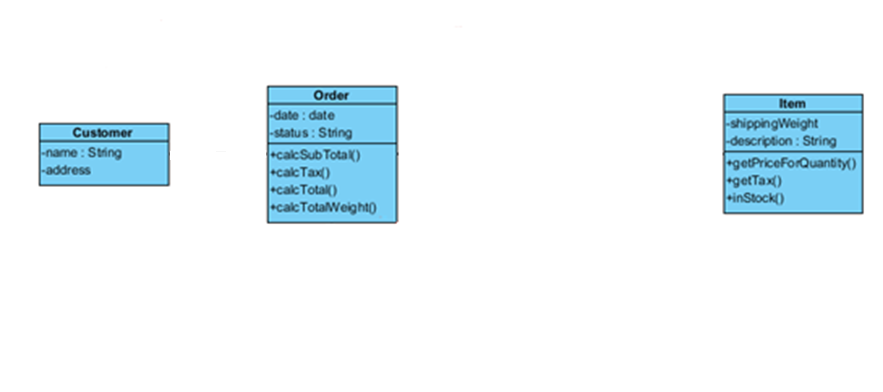 Customer
-name : String
-address
Order
-date : date
-status : String
+calcSubTotal()
+calcTax()
+calcTotal()
+calcTotalWeight()
Item
-shippingWeight
-description : String
+getPriceForQuantity()
+getTax()
+inStock()